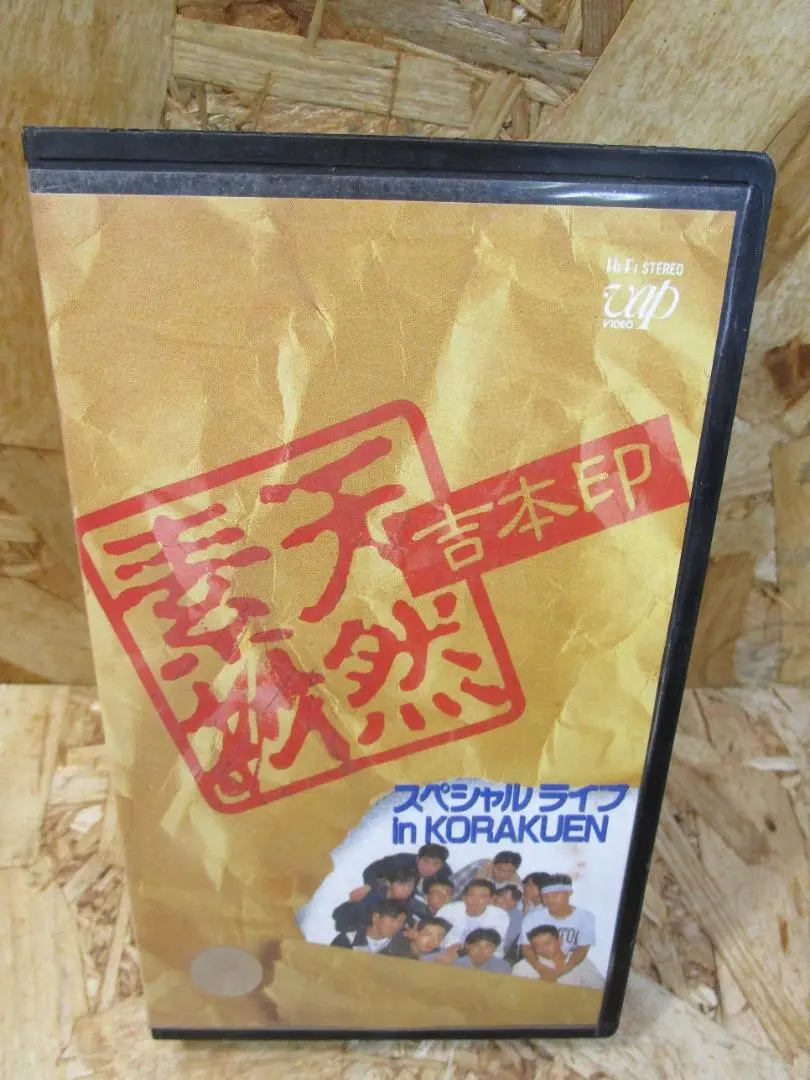 Hi-Fi STEREO
vap
VIDEO
吉本印
天然
素材
スペシャル ライブ
in KORAKUEN